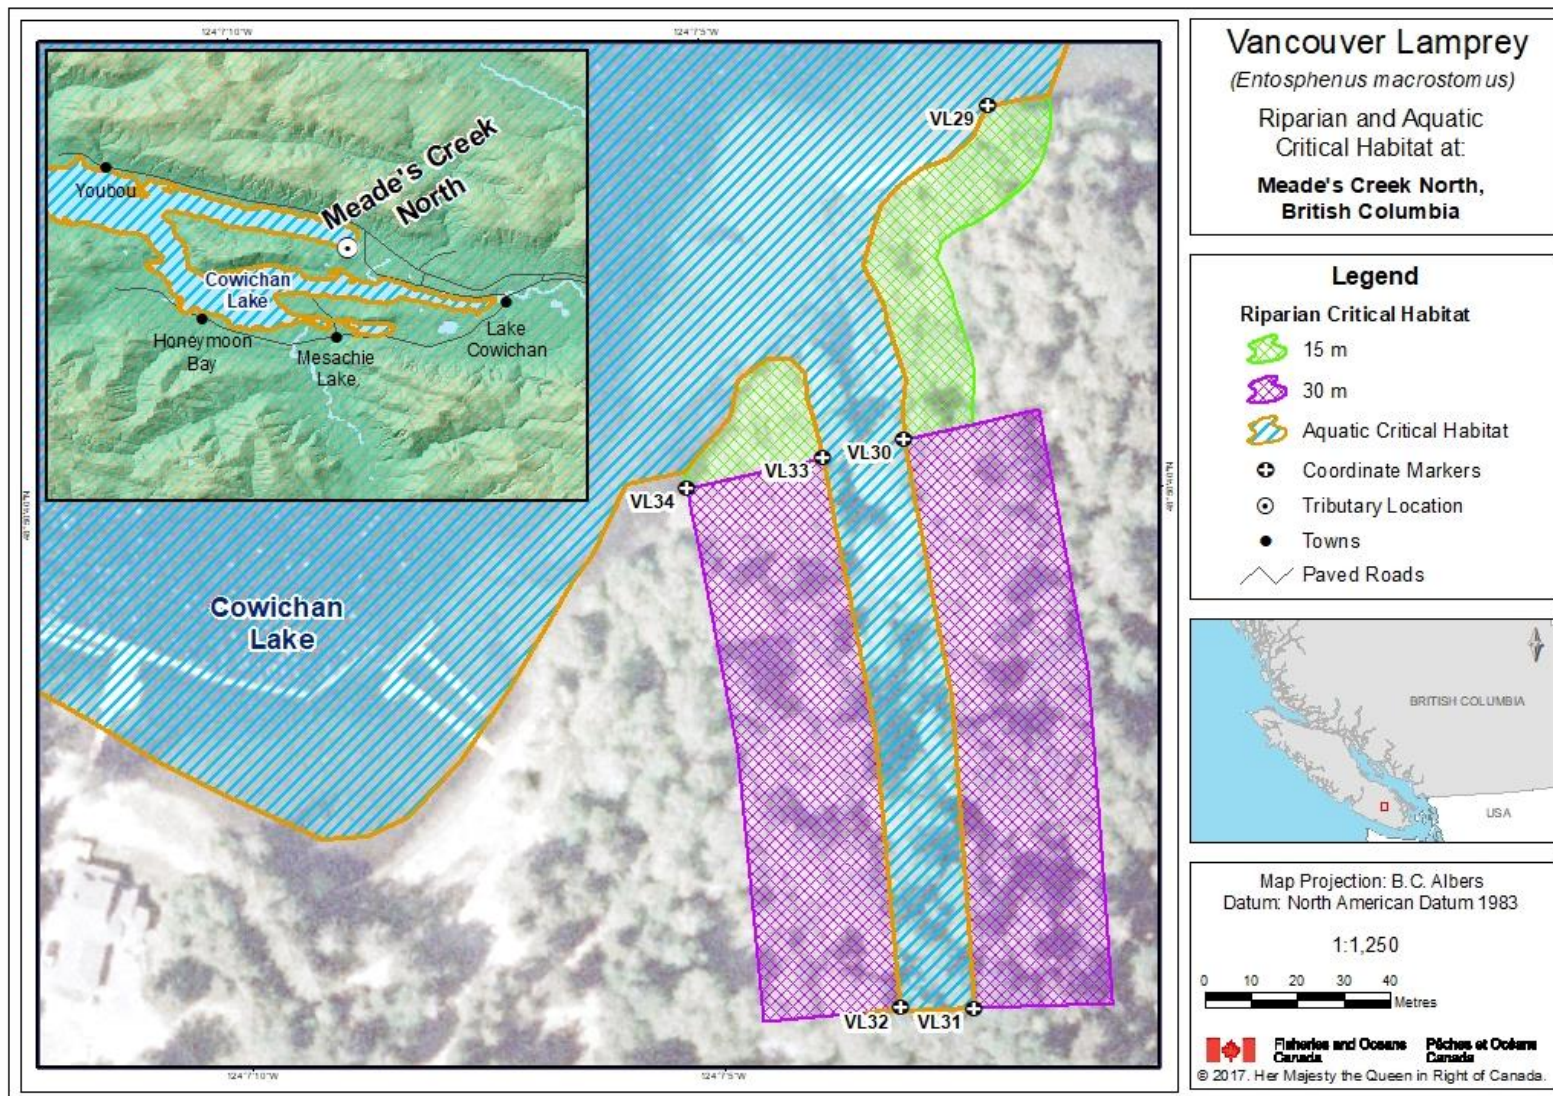 124°7'10"W
124°7'5"W
Youbou
Meade's Creek
North
Cowichan
Lake
Honeymoon
Bay
Mesachie
Lake
Lake
Cowichan
VL29
VL30
VL33
VL34
Cowichan
Lake
VL32
VL31
124°7'10"W
124°7'5"W
Vancouver Lamprey
(Entosphenus macrostomus)
Riparian and Aquatic
Critical Habitat at:
Meade's Creek North,
British Columbia
Legend
Riparian Critical Habitat
15 m
30 m
Aquatic Critical Habitat
Coordinate Markers
Tributary Location
Towns
Paved Roads
BRITISH COLUMBIA
USA
Map Projection: B.C. Albers
Datum: North American Datum 1983
1:1,250
0 10 20 30 40
Metres
Fisheries and Oceans Pêches et Océans
Canada Canada
© 2017. Her Majesty the Queen in Right of Canada.